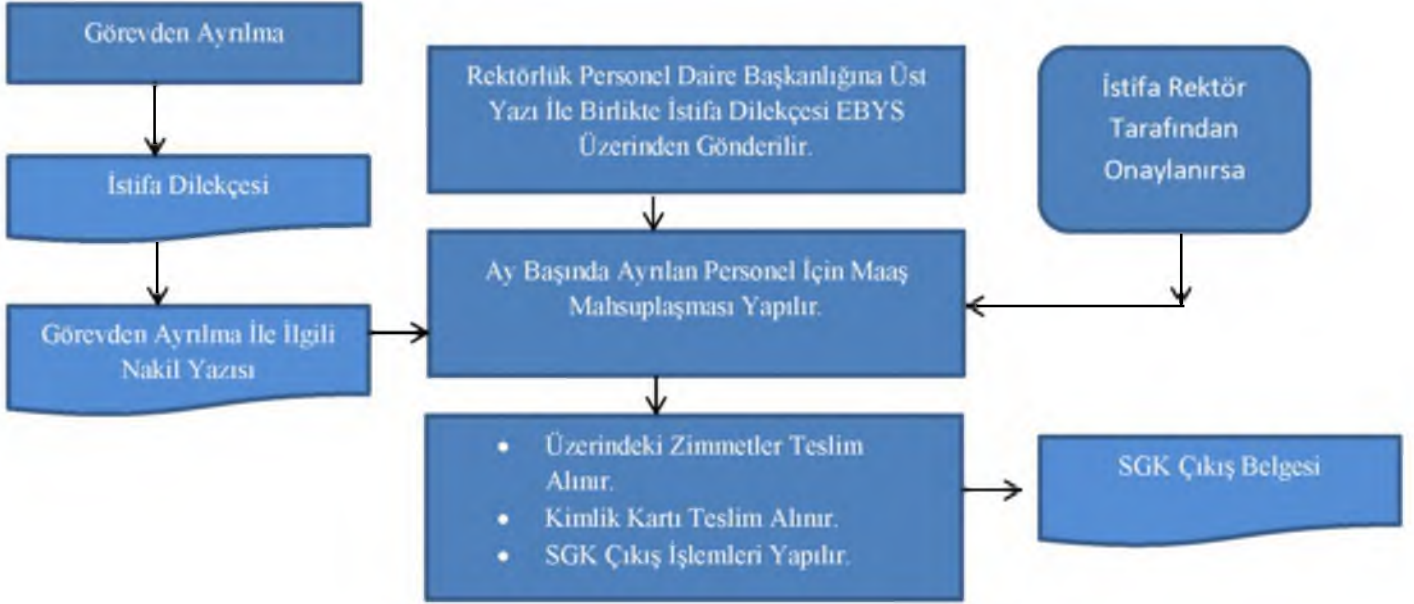 Görevden Ayrılma
İstifa Dilekçesi
Görevden Ayrılma İle İlgili
Nakil Yazısı
Rektörlük Personel Daire Başkanlığına Üst
Yazı İle Birlikte İstifa Dilekçesi EBYS
Üzerinden Gönderilir.
Ay Başında Ayrılan Personel İçin Maaş
Mahsuplaşması Yapılır.
• Üzerindeki Zimmetler Teslim
Alınır.
• Kimlik Kartı Teslim Alınır.
• SGK Çıkış İşlemleri Yapılır.
İstifa Rektör
Tarafından
Onaylanırsa
SGK Çıkış Belgesi